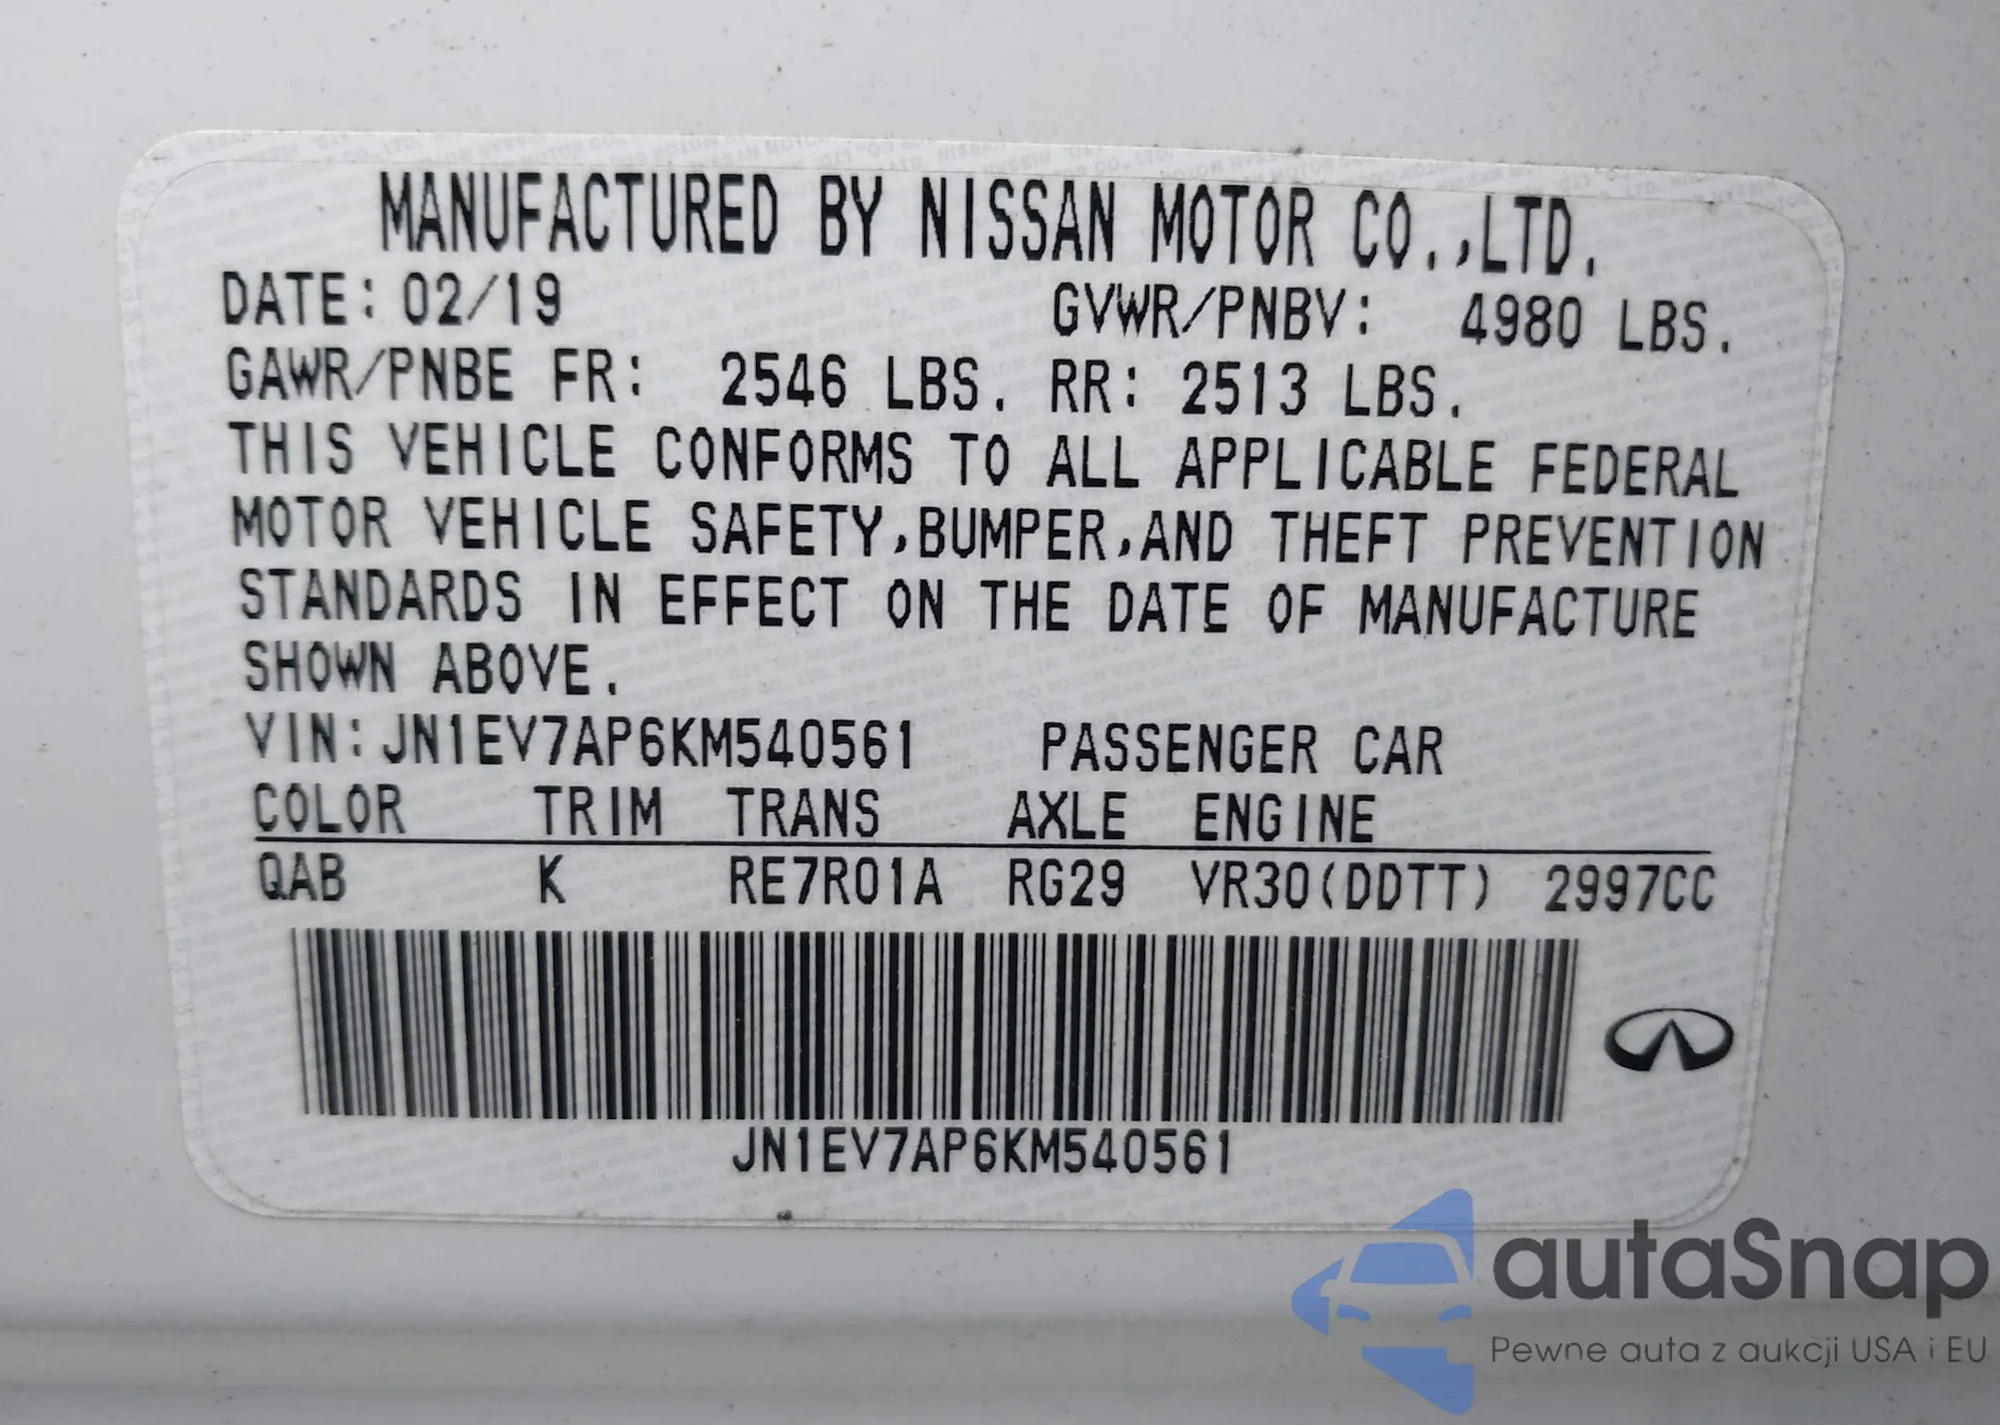 MANUFACTURED BY NISSAN MOTOR CO.,LTD.
DATE: 02/19 GVWR/PNBV: 4980 LBS.
GAWR/PNBE FR: 2546 LBS. RR: 2513 LBS.
THIS VEHICLE CONFORMS TO ALL APPLICABLE FEDERAL
MOTOR VEHICLE SAFETY,BUMPER,AND THEFT PREVENTION
STANDARDS IN EFFECT ON THE DATE OF MANUFACTURE
SHOWN ABOVE.
VIN:JN1EV7AP6KM540561 PASSENGER CAR
COLOR TRIM TRANS AXLE ENGINE
QAB K RE7R01A RG29 VR30(DDTT) 2997CC
JN1EV7AP6KM540561
autaSnap
Pewne auta z aukcji USA i EU